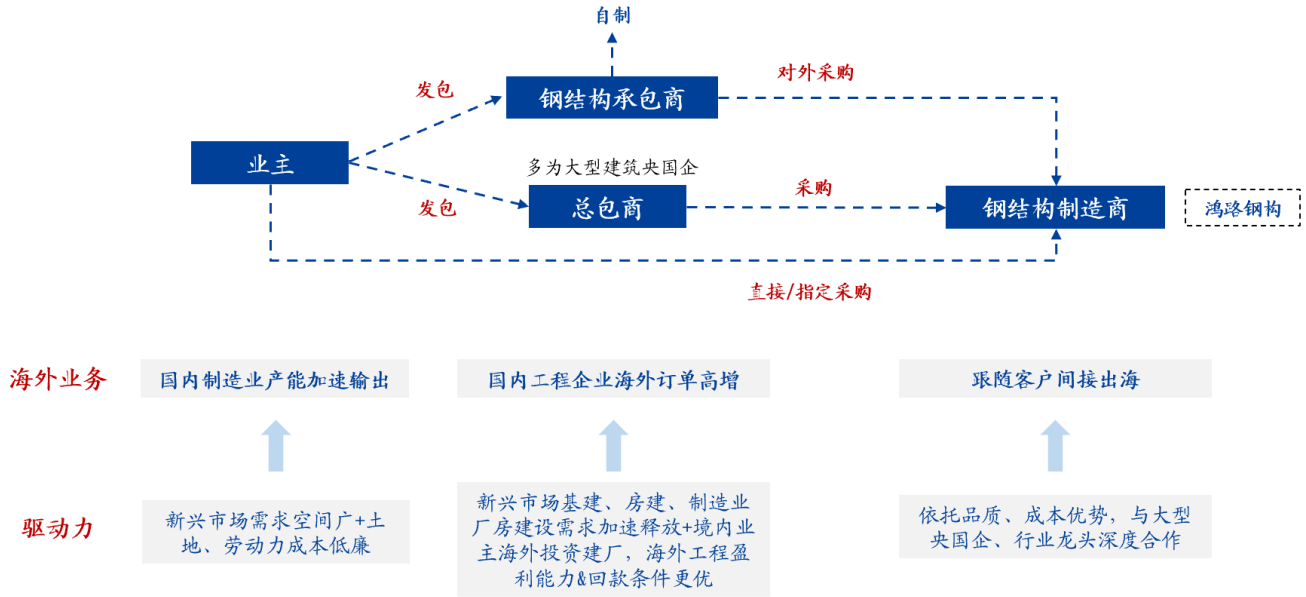 自制
对外采购
发包
钢结构承包商
业主
多为大型建筑央国企
采购
发包
总包商
钢结构制造商
鸿路钢构
直接/指定采购
海外业务
国内制造业产能加速输出
国内工程企业海外订单高增
跟随客户间接出海
驱动力
新兴市场需求空间广+土
地、劳动力成本低廉
新兴市场基建、房建、制造业
厂房建设需求加速释放+境内业
主海外投资建厂，海外工程盈
利能力&回款条件更优
依托品质、成本优势，与大型
央国企、行业龙头深度合作